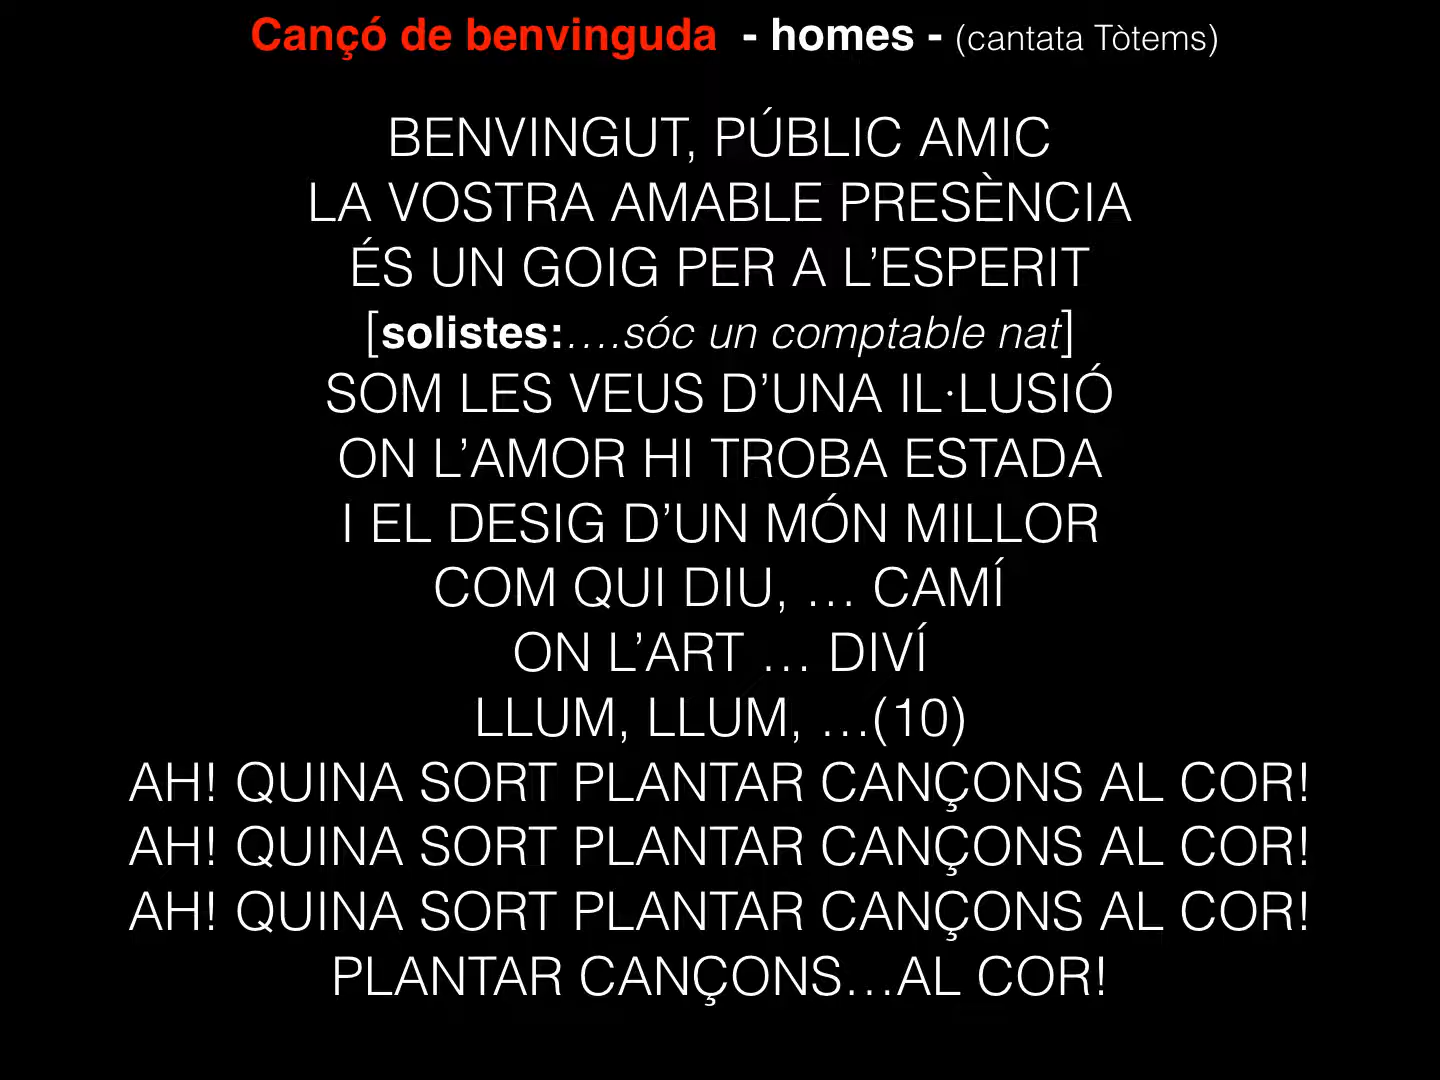 Cançó de benvinguda - homes - (cantata Tòtems)
BENVINGUT, PÚBLIC AMIC
LA VOSTRA AMABLE PRESÈNCIA
ÉS UN GOIG PER A L’ESPERIT
[solistes:….sóc un comptable nat]
SOM LES VEUS D’UNA IL·LUSIÓ
ON L’AMOR HI TROBA ESTADA
I EL DESIG D’UN MÓN MILLOR
COM QUI DIU, … CAMÍ
ON L’ART … DIVÍ
LLUM, LLUM, …(10)
AH! QUINA SORT PLANTAR CANÇONS AL COR!
AH! QUINA SORT PLANTAR CANÇONS AL COR!
AH! QUINA SORT PLANTAR CANÇONS AL COR!
PLANTAR CANÇONS…AL COR!